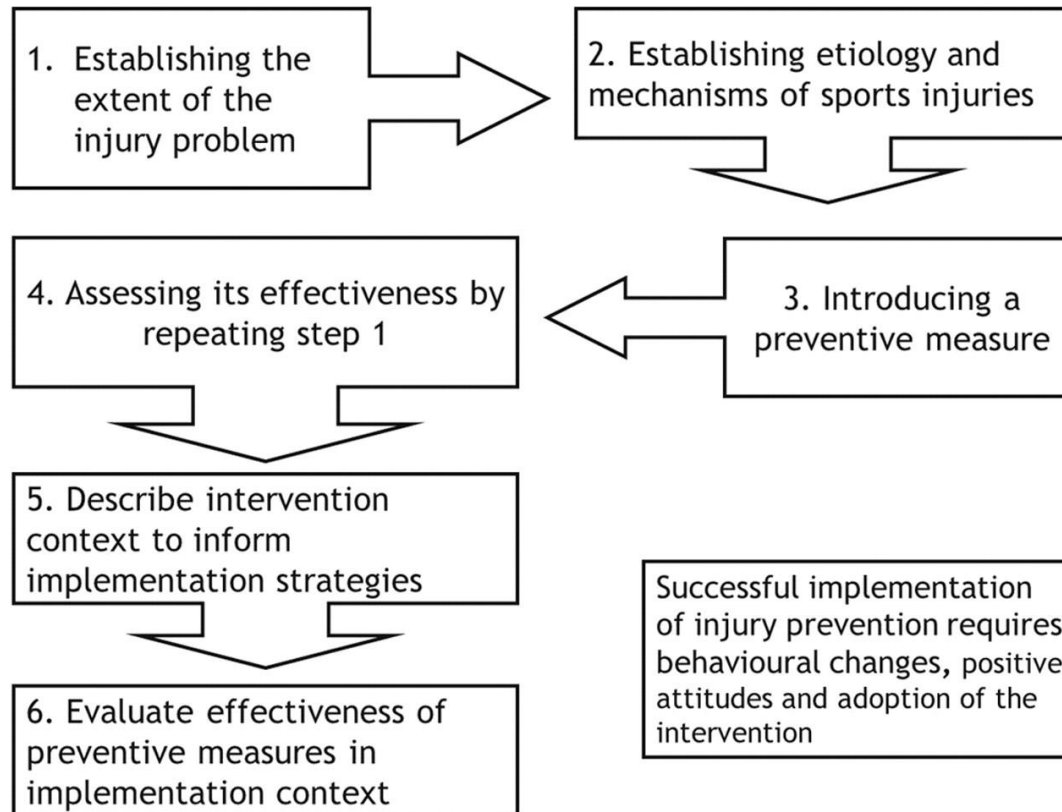 1. Establishing the
extent of the
injury problem
2. Establishing etiology and
mechanisms of sports injuries
3. Introducing a
preventive measure
4. Assessing its effectiveness by
repeating step 1
5. Describe intervention
context to inform
implementation strategies
6. Evaluate effectiveness of
preventive measures in
implementation context
Successful implementation
of injury prevention requires
behavioural changes, positive
attitudes and adoption of the
intervention